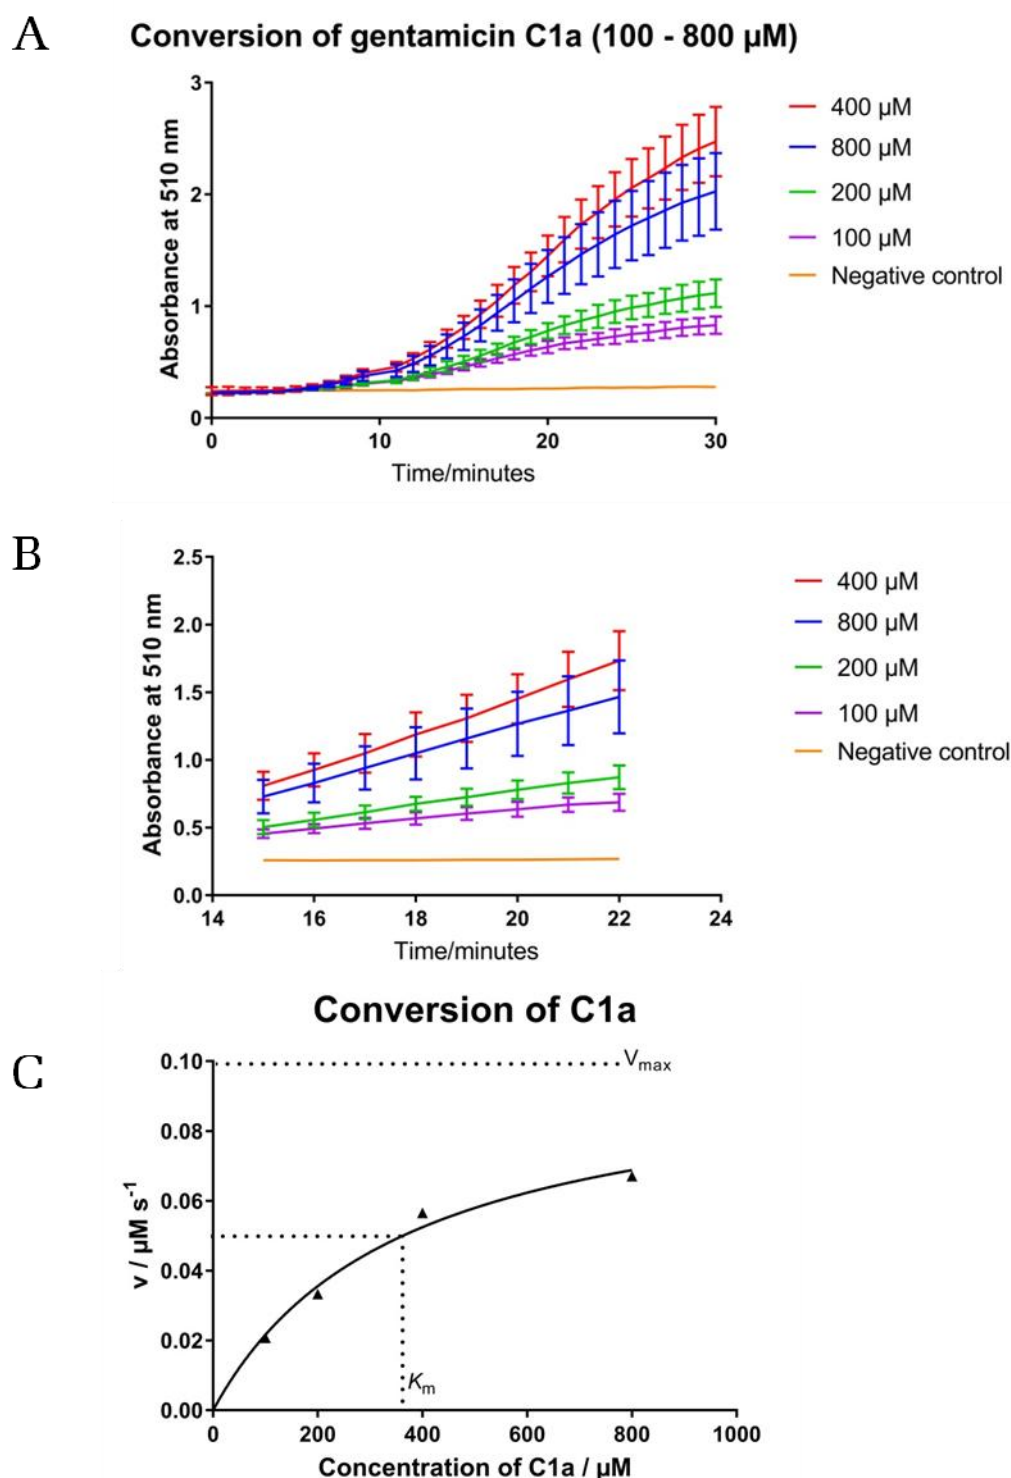 A
Conversion of gentamicin C1a (100 - 800 µM)
Absorbance at 510 nm
3
2
1
0
0 10 20 30
Time/minutes
400 µM
800 µM
200 µM
100 µM
Negative control
B
Absorbance at 510 nm
2.5
2.0
1.5
1.0
0.5
0.0
14 16 18 20 22 24
Time/minutes
400 µM
800 µM
200 µM
100 µM
Negative control
Conversion of C1a
C
v / µM s⁻¹
0.10
0.08
0.06
0.04
0.02
0.00
Vmax
Km
0 200 400 600 800 1000
Concentration of C1a / µM